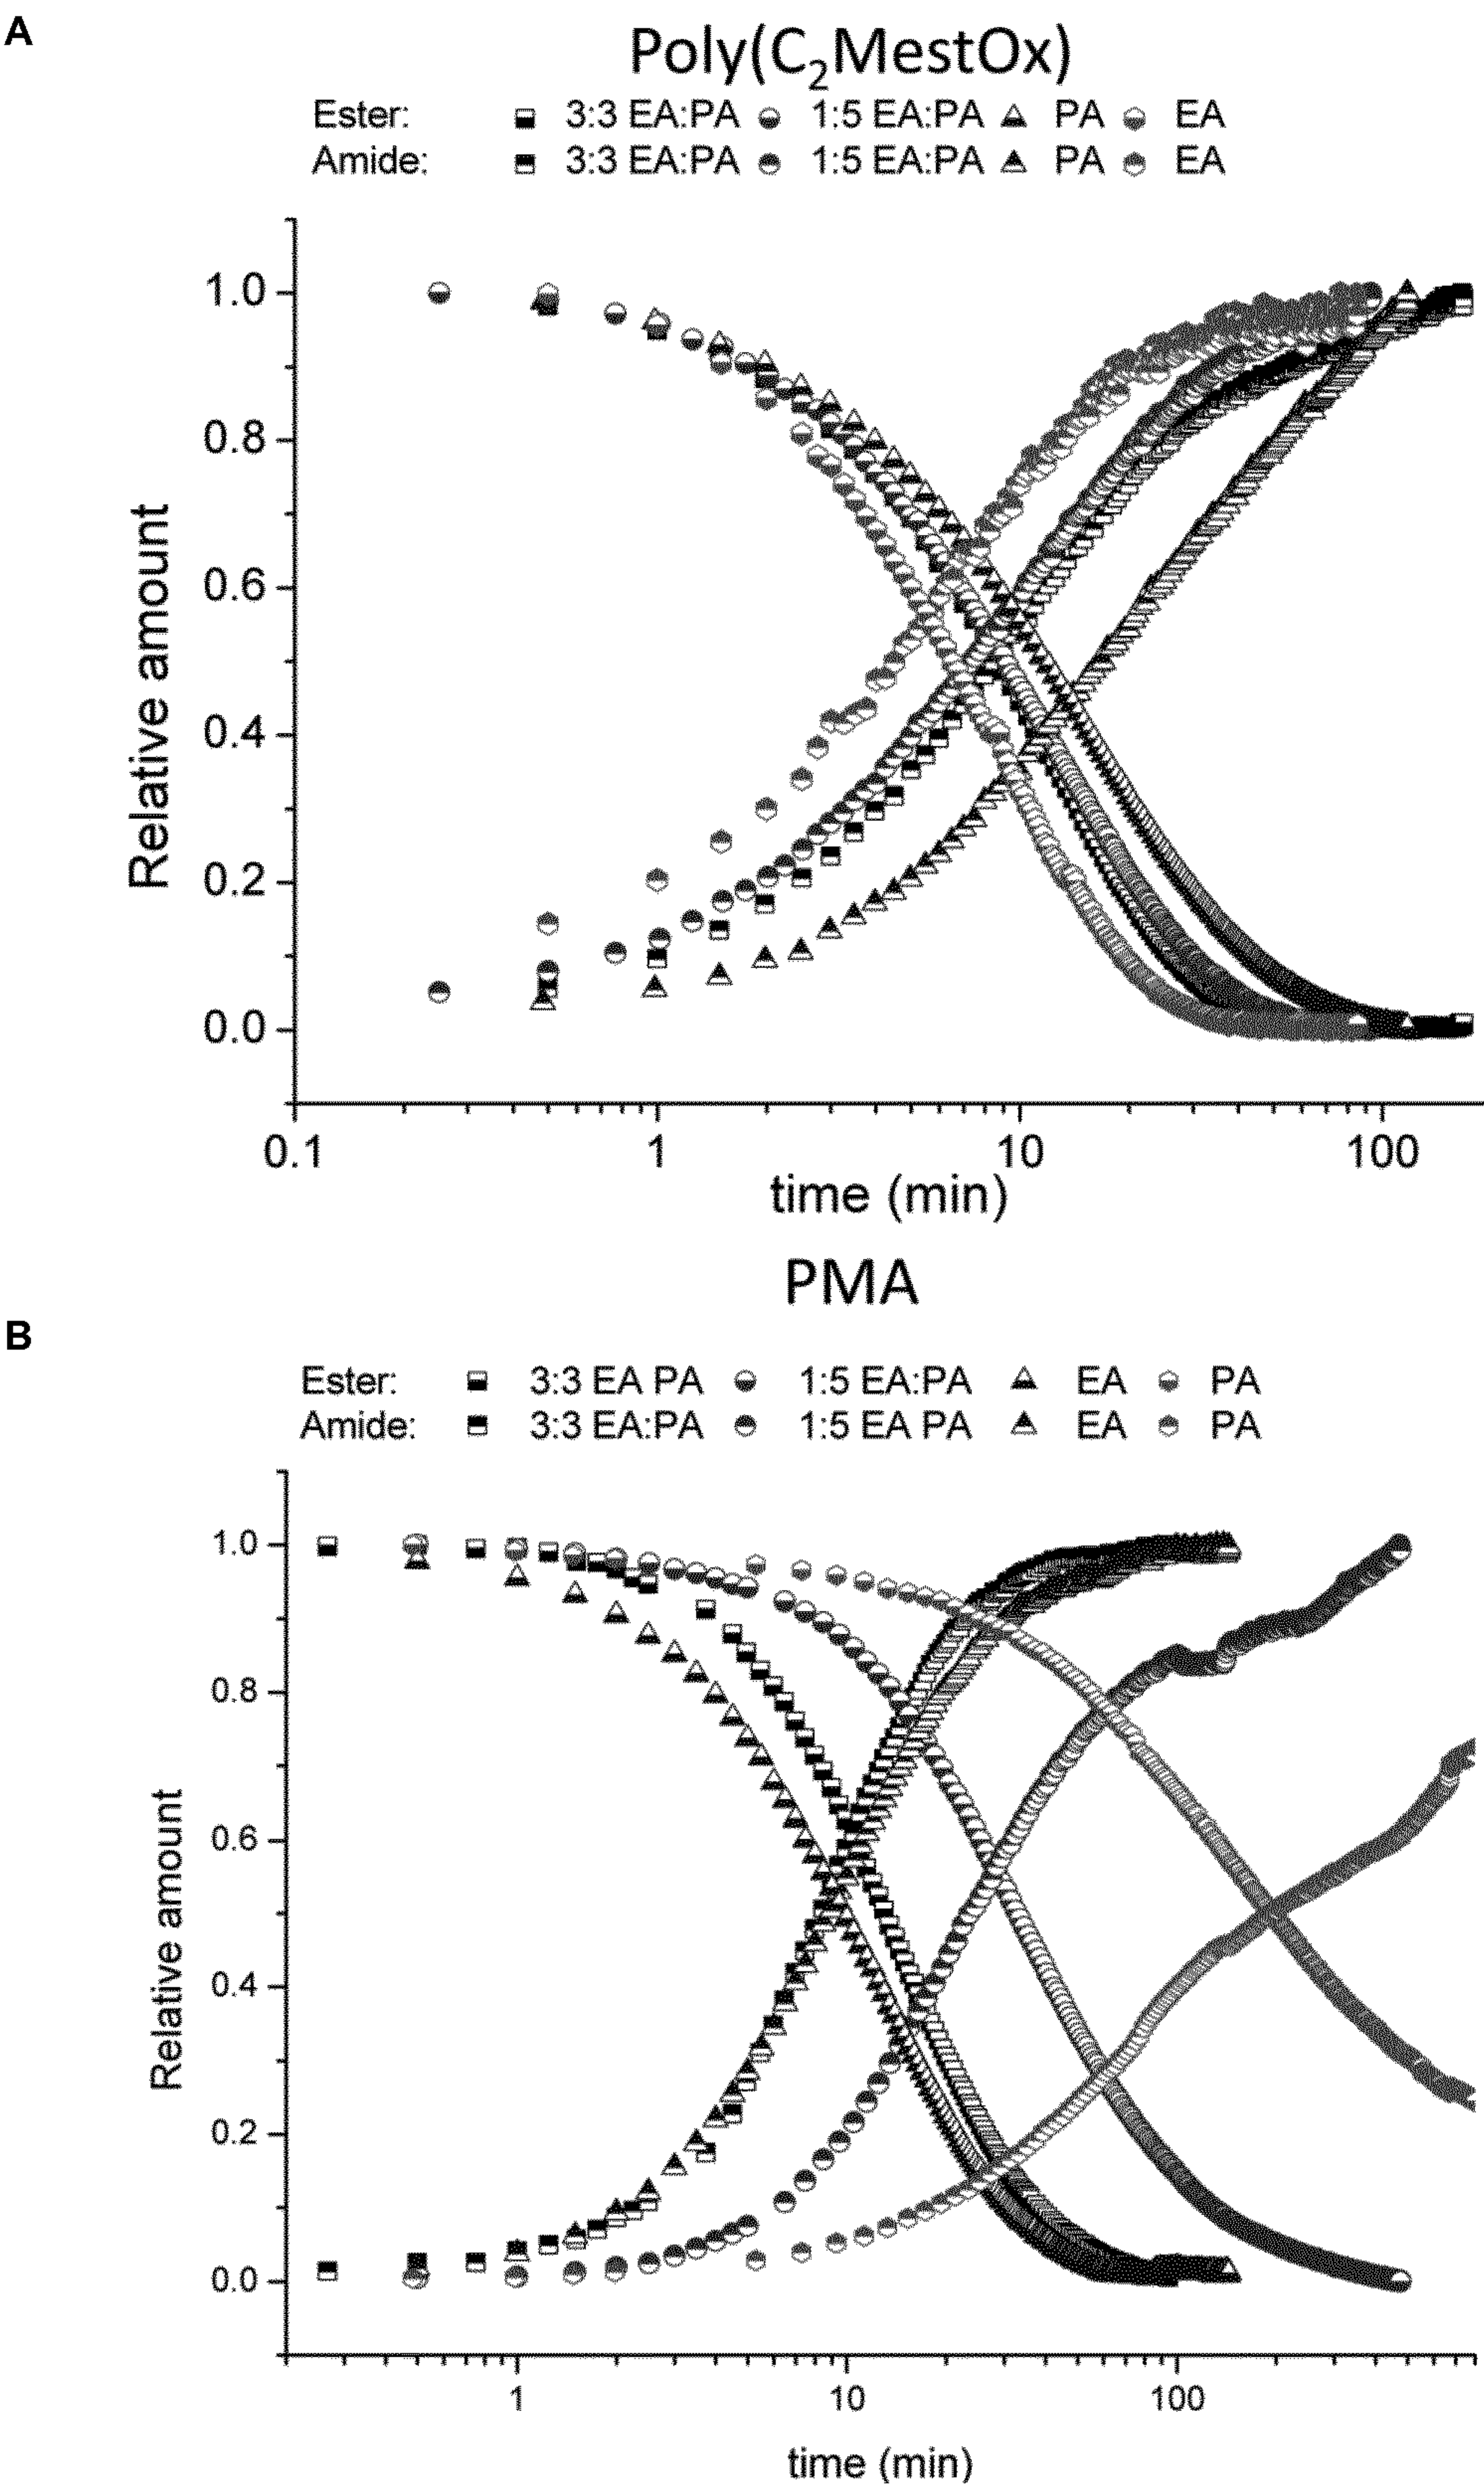 A
Poly(C₂MestOx)
Ester: 3:3 EA:PA 1:5 EA:PA PA EA
Amide: 3:3 EA:PA 1:5 EA:PA PA EA
1.0
0.8
0.6
0.4
0.2
0.0
Relative amount
0.1 1 10 100
time (min)
PMA
B
Ester: 3:3 EA PA 1:5 EA:PA EA PA
Amide: 3:3 EA:PA 1:5 EA PA EA PA
1.0
0.8
0.6
0.4
0.2
0.0
Relative amount
1 10 100
time (min)